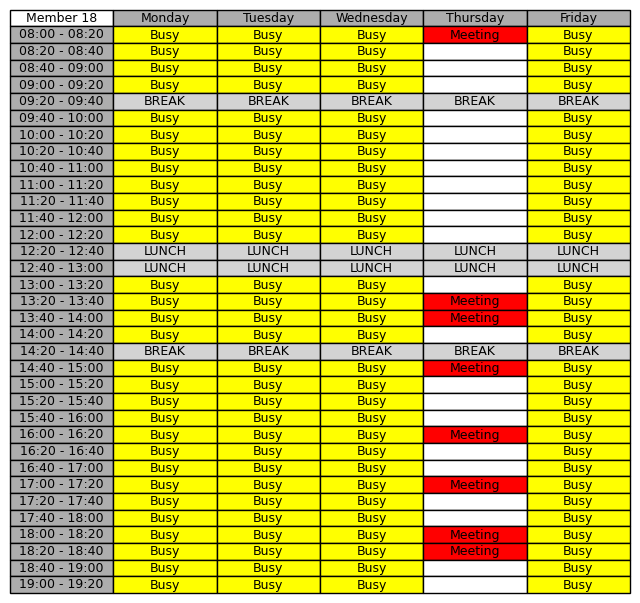 Member 18 Monday Tuesday Wednesday Thursday Friday
08:00 - 08:20 Busy Busy Busy Meeting Busy
08:20 - 08:40 Busy Busy Busy Busy
08:40 - 09:00 Busy Busy Busy Busy
09:00 - 09:20 Busy Busy Busy Busy
09:20 - 09:40 BREAK BREAK BREAK BREAK BREAK
09:40 - 10:00 Busy Busy Busy Busy
10:00 - 10:20 Busy Busy Busy Busy
10:20 - 10:40 Busy Busy Busy Busy
10:40 - 11:00 Busy Busy Busy Busy
11:00 - 11:20 Busy Busy Busy Busy
11:20 - 11:40 Busy Busy Busy Busy
11:40 - 12:00 Busy Busy Busy Busy
12:00 - 12:20 Busy Busy Busy Busy
12:20 - 12:40 LUNCH LUNCH LUNCH LUNCH LUNCH
12:40 - 13:00 LUNCH LUNCH LUNCH LUNCH LUNCH
13:00 - 13:20 Busy Busy Busy Busy
13:20 - 13:40 Busy Busy Busy Meeting Busy
13:40 - 14:00 Busy Busy Busy Meeting Busy
14:00 - 14:20 Busy Busy Busy Busy
14:20 - 14:40 BREAK BREAK BREAK BREAK BREAK
14:40 - 15:00 Busy Busy Busy Meeting Busy
15:00 - 15:20 Busy Busy Busy Busy
15:20 - 15:40 Busy Busy Busy Busy
15:40 - 16:00 Busy Busy Busy Busy
16:00 - 16:20 Busy Busy Busy Meeting Busy
16:20 - 16:40 Busy Busy Busy Busy
16:40 - 17:00 Busy Busy Busy Busy
17:00 - 17:20 Busy Busy Busy Meeting Busy
17:20 - 17:40 Busy Busy Busy Busy
17:40 - 18:00 Busy Busy Busy Busy
18:00 - 18:20 Busy Busy Busy Meeting Busy
18:20 - 18:40 Busy Busy Busy Meeting Busy
18:40 - 19:00 Busy Busy Busy Busy
19:00 - 19:20 Busy Busy Busy Busy